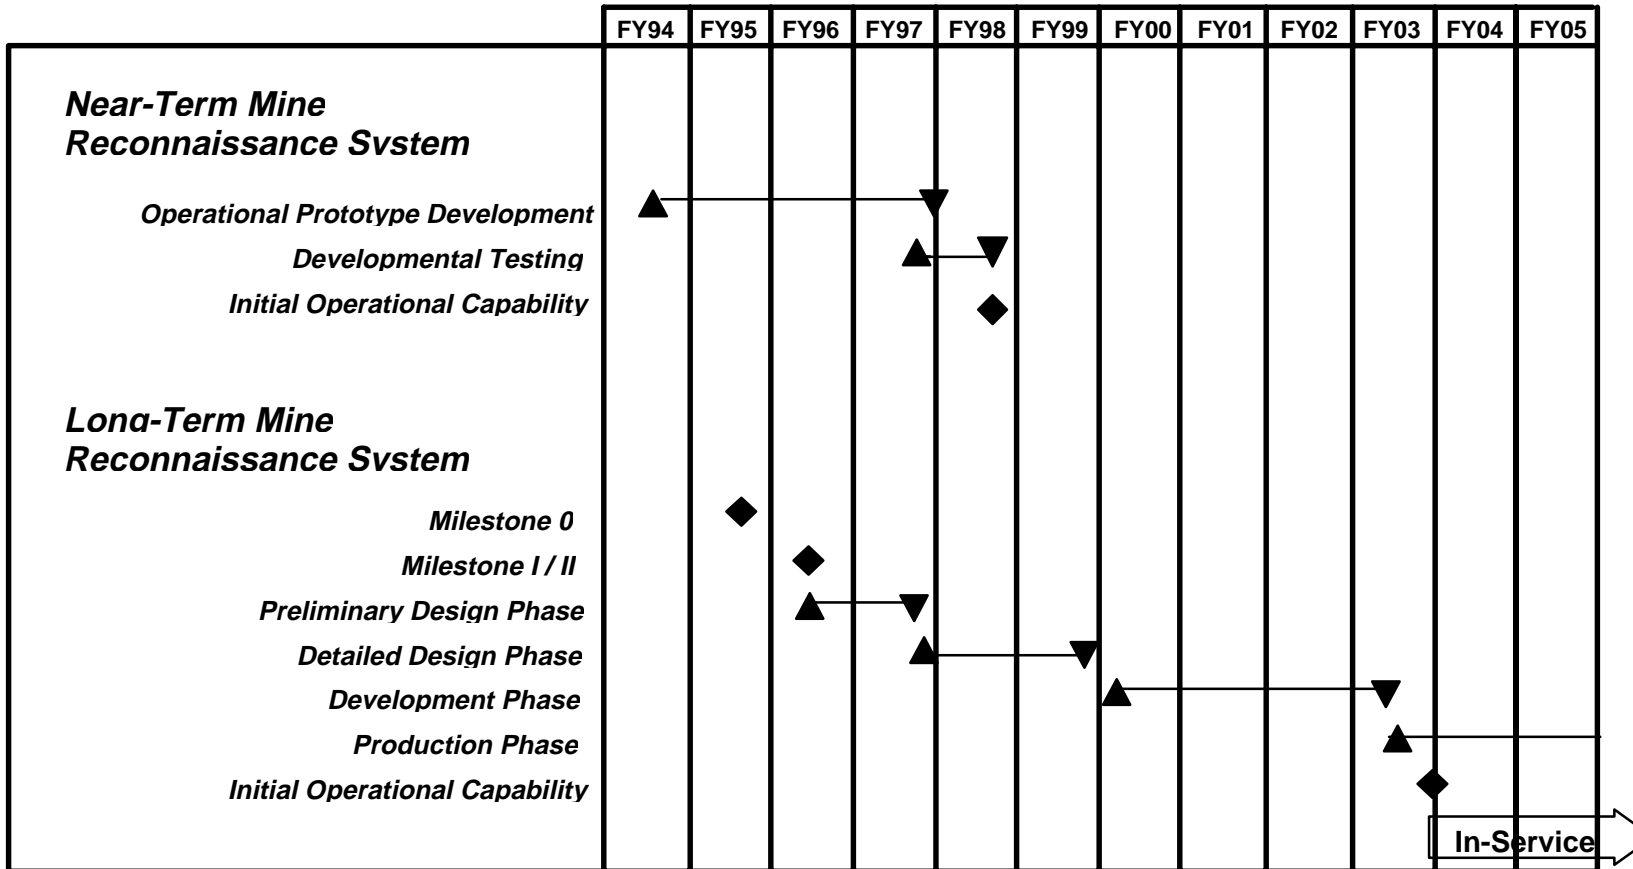 FY94 FY95 FY96 FY97 FY98 FY99 FY00 FY01 FY02 FY03 FY04 FY05
Near-Term Mine
Reconnaissance System
Operational Prototype Development
Developmental Testing
Initial Operational Capability
Long-Term Mine
Reconnaissance System
Milestone 0
Milestone I / II
Preliminary Design Phase
Detailed Design Phase
Development Phase
Production Phase
Initial Operational Capability
In-Service